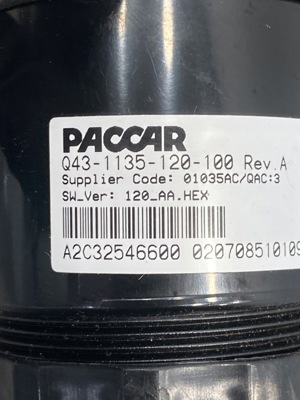 PACCAR
Q43-1135-120-100 Rev.A
Supplier Code: 01035AC/QAC:3
SW_Ver: 120_AA.HEX
A2C32546600 020708510109